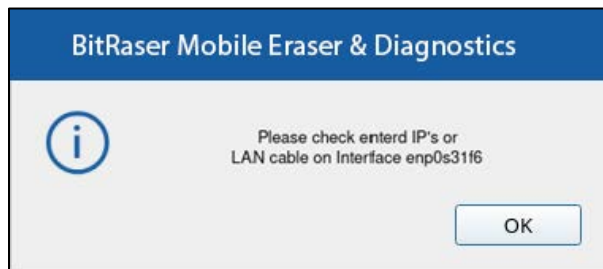 BitRaser Mobile Eraser & Diagnostics
Please check enterd IP's or
LAN cable on Interface enp0s31f6
OK